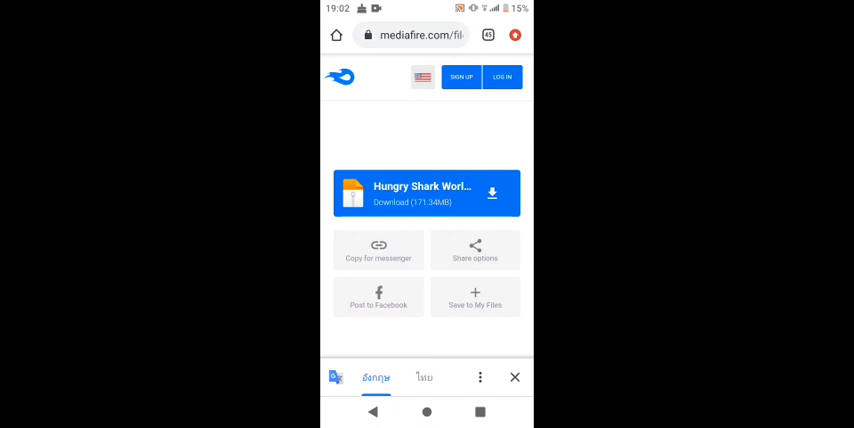 19:02
15%
mediafire.com/fil
45
SIGN UP
LOG IN
Hungry Shark Worl...
Download (171.34MB)
Copy for messenger
Share options
Post to Facebook
Save to My Files
อังกฤษ
ไทย